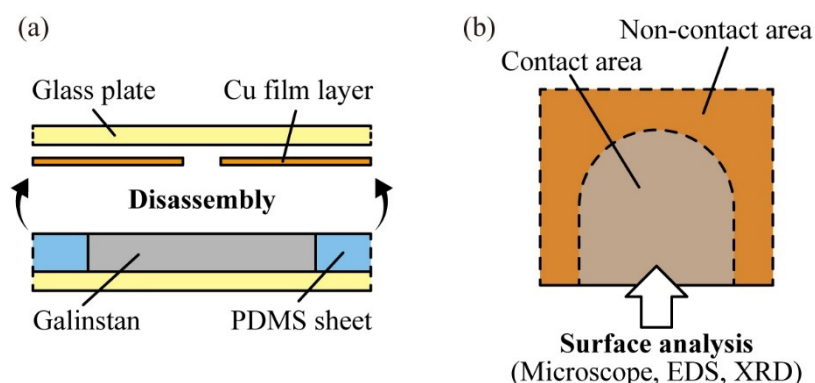 (a)
Glass plate
Cu film layer
Disassembly
Galinstan
PDMS sheet
(b)
Non-contact area
Contact area
Surface analysis
(Microscope, EDS, XRD)